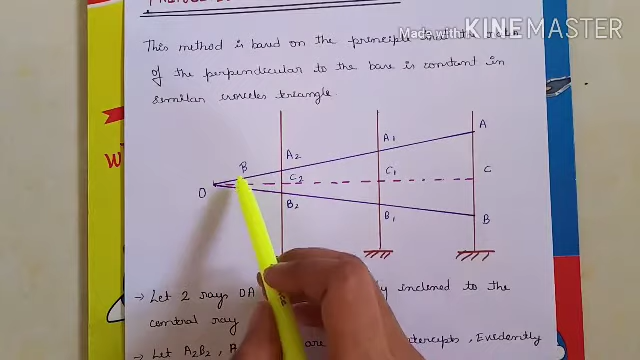 Made with KINEMASTER
This method is based on the principle that the ratio
of the perpendicular to the base is constant in
similar isosceles triangle.
A
A1
A2
β
C2
C1
C
O
B2
B1
B
→ Let 2 rays OA inclined to the
central ray
→ Let A2B2, A are intercepts, Evidently